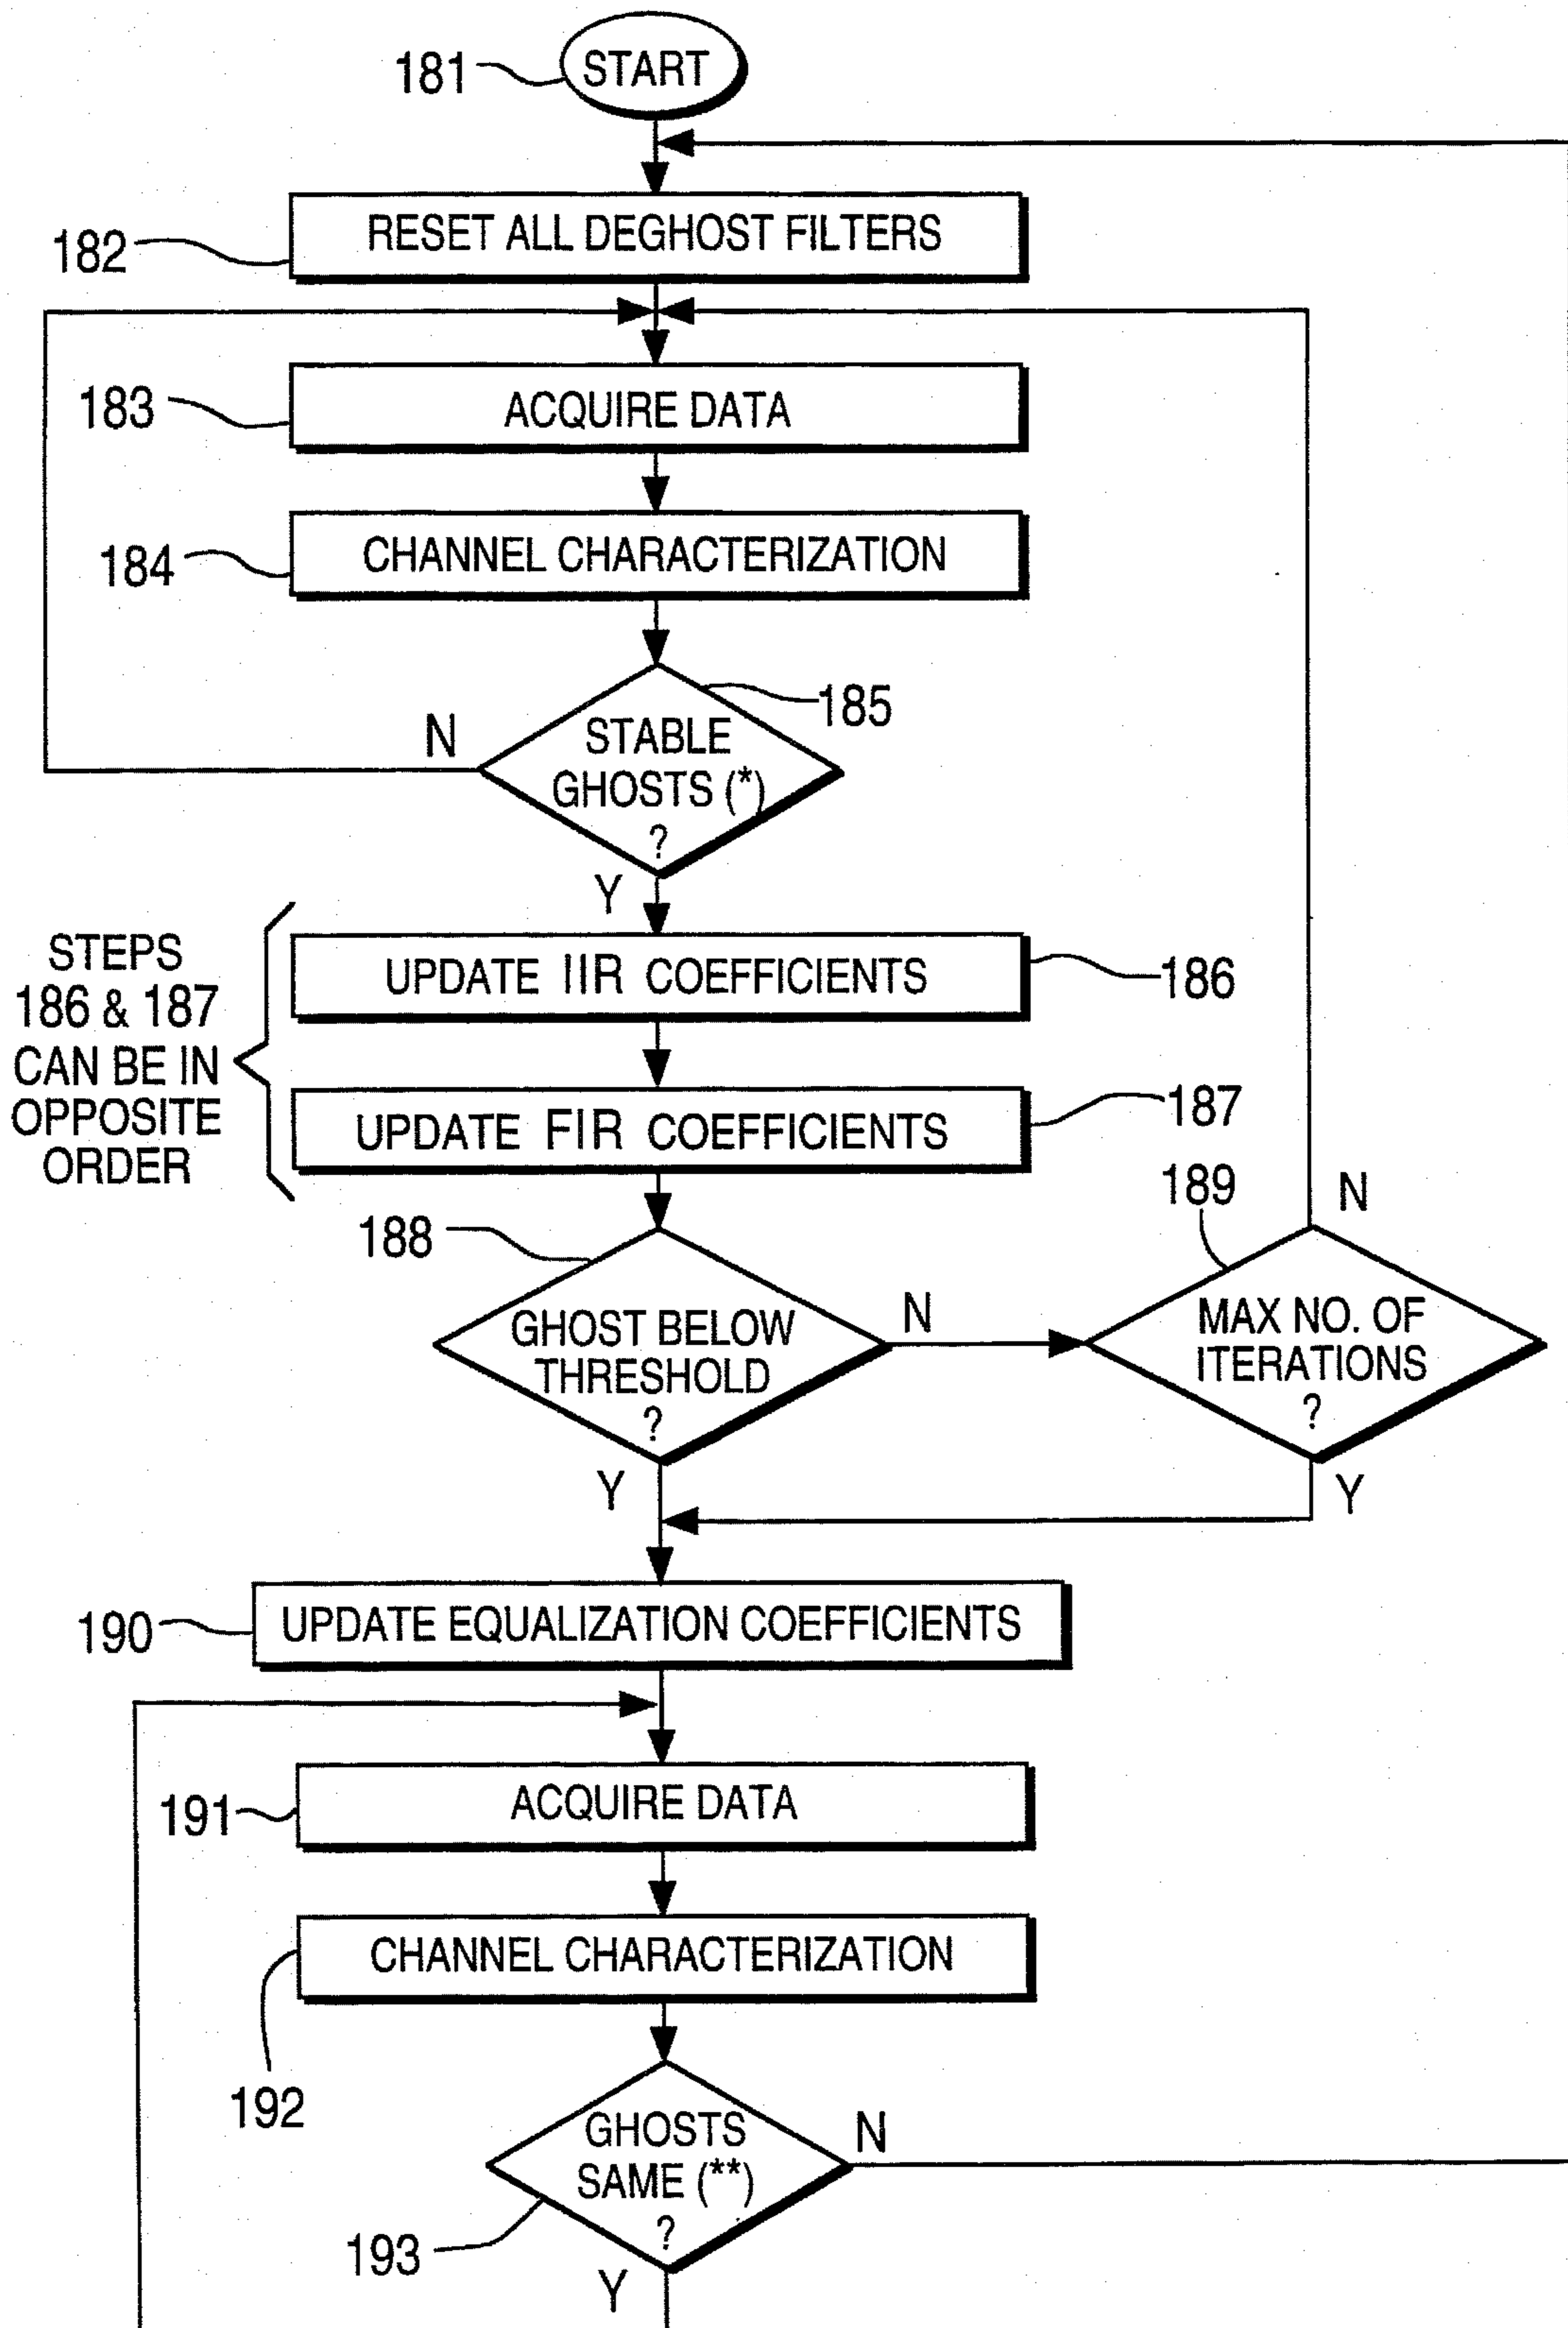 181
START
182
RESET ALL DEGHOST FILTERS
183
ACQUIRE DATA
184
CHANNEL CHARACTERIZATION
185
STABLE
GHOSTS (*)
?
N
Y
STEPS
186 & 187
CAN BE IN
OPPOSITE
ORDER
UPDATE IIR COEFFICIENTS
186
UPDATE FIR COEFFICIENTS
187
188
GHOST BELOW
THRESHOLD
?
N
Y
189
N
MAX NO. OF
ITERATIONS
?
Y
190
UPDATE EQUALIZATION COEFFICIENTS
191
ACQUIRE DATA
192
CHANNEL CHARACTERIZATION
GHOSTS
SAME (**)
?
N
193
Y